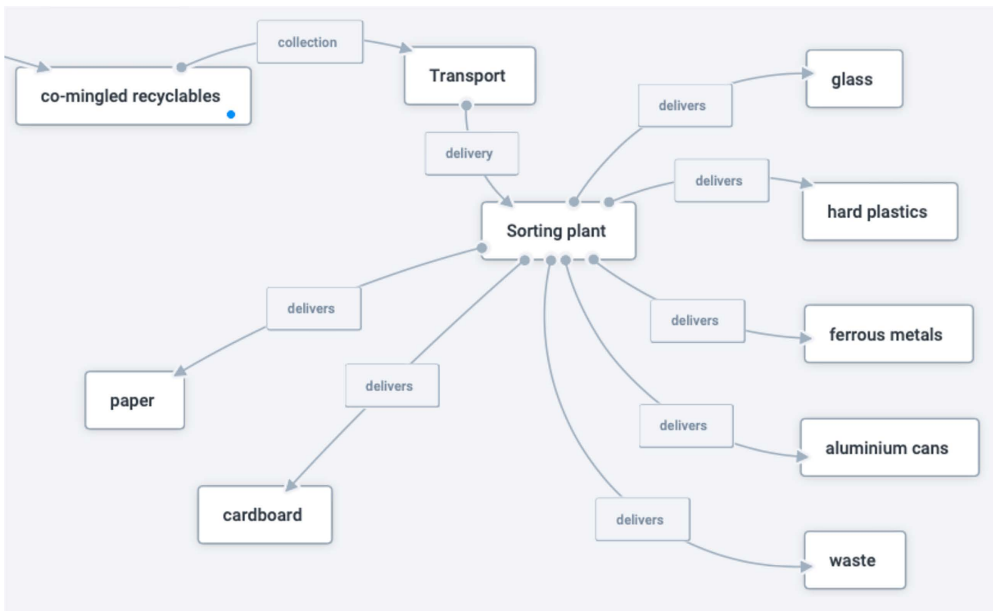 collection
co-mingled recyclables
Transport
glass
delivers
delivery
delivers
hard plastics
Sorting plant
delivers
delivers
ferrous metals
paper
delivers
delivers
aluminium cans
cardboard
delivers
waste